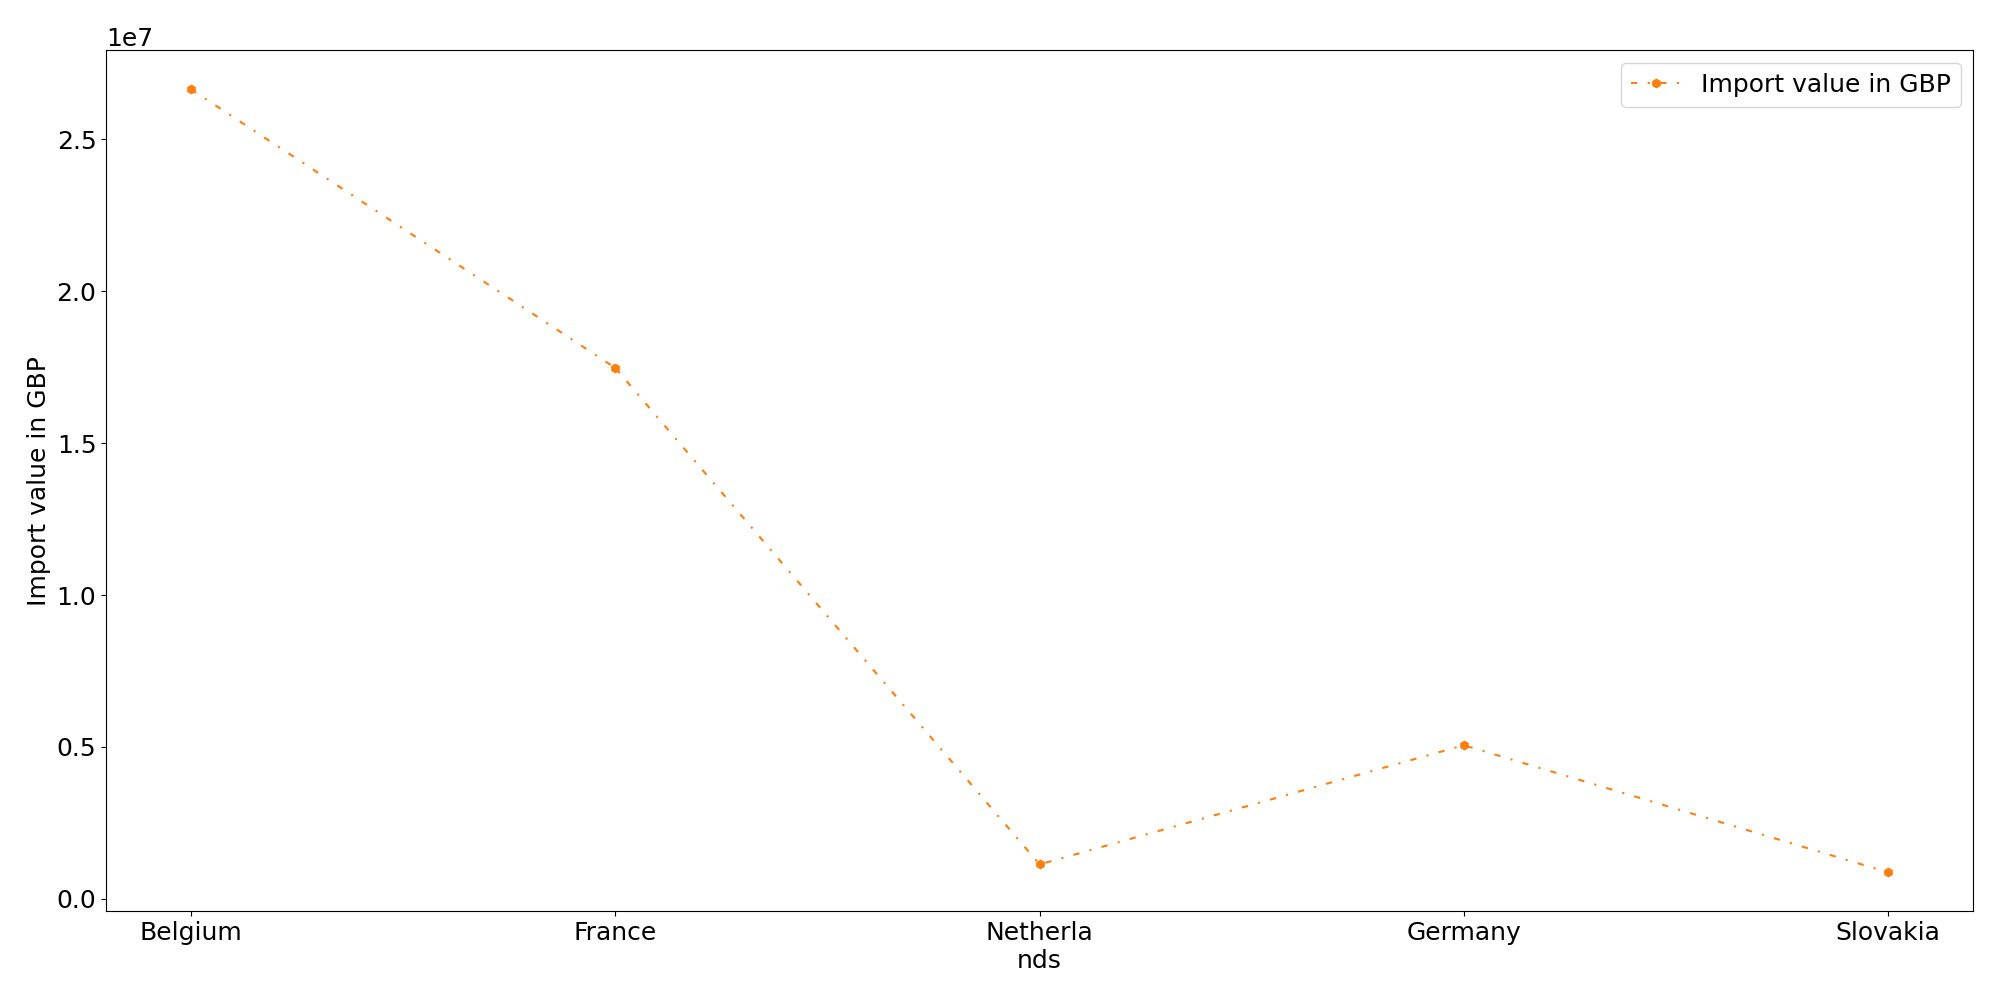 1e7
Import value in GBP
2.5
2.0
1.5
1.0
0.5
0.0
Import value in GBP
Belgium
France
Netherla
nds
Germany
Slovakia